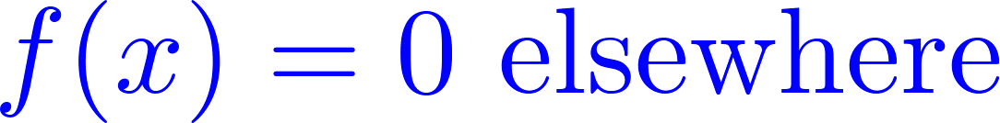 f(x) = 0 elsewhere